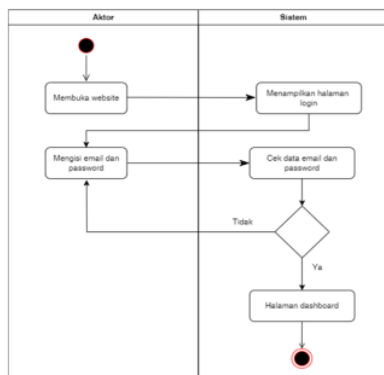 Aktor
Sistem
Membuka website
Menampilkan halaman
login
Mengisi email dan
password
Cek data email dan
password
Tidak
Ya
Halaman dashboard